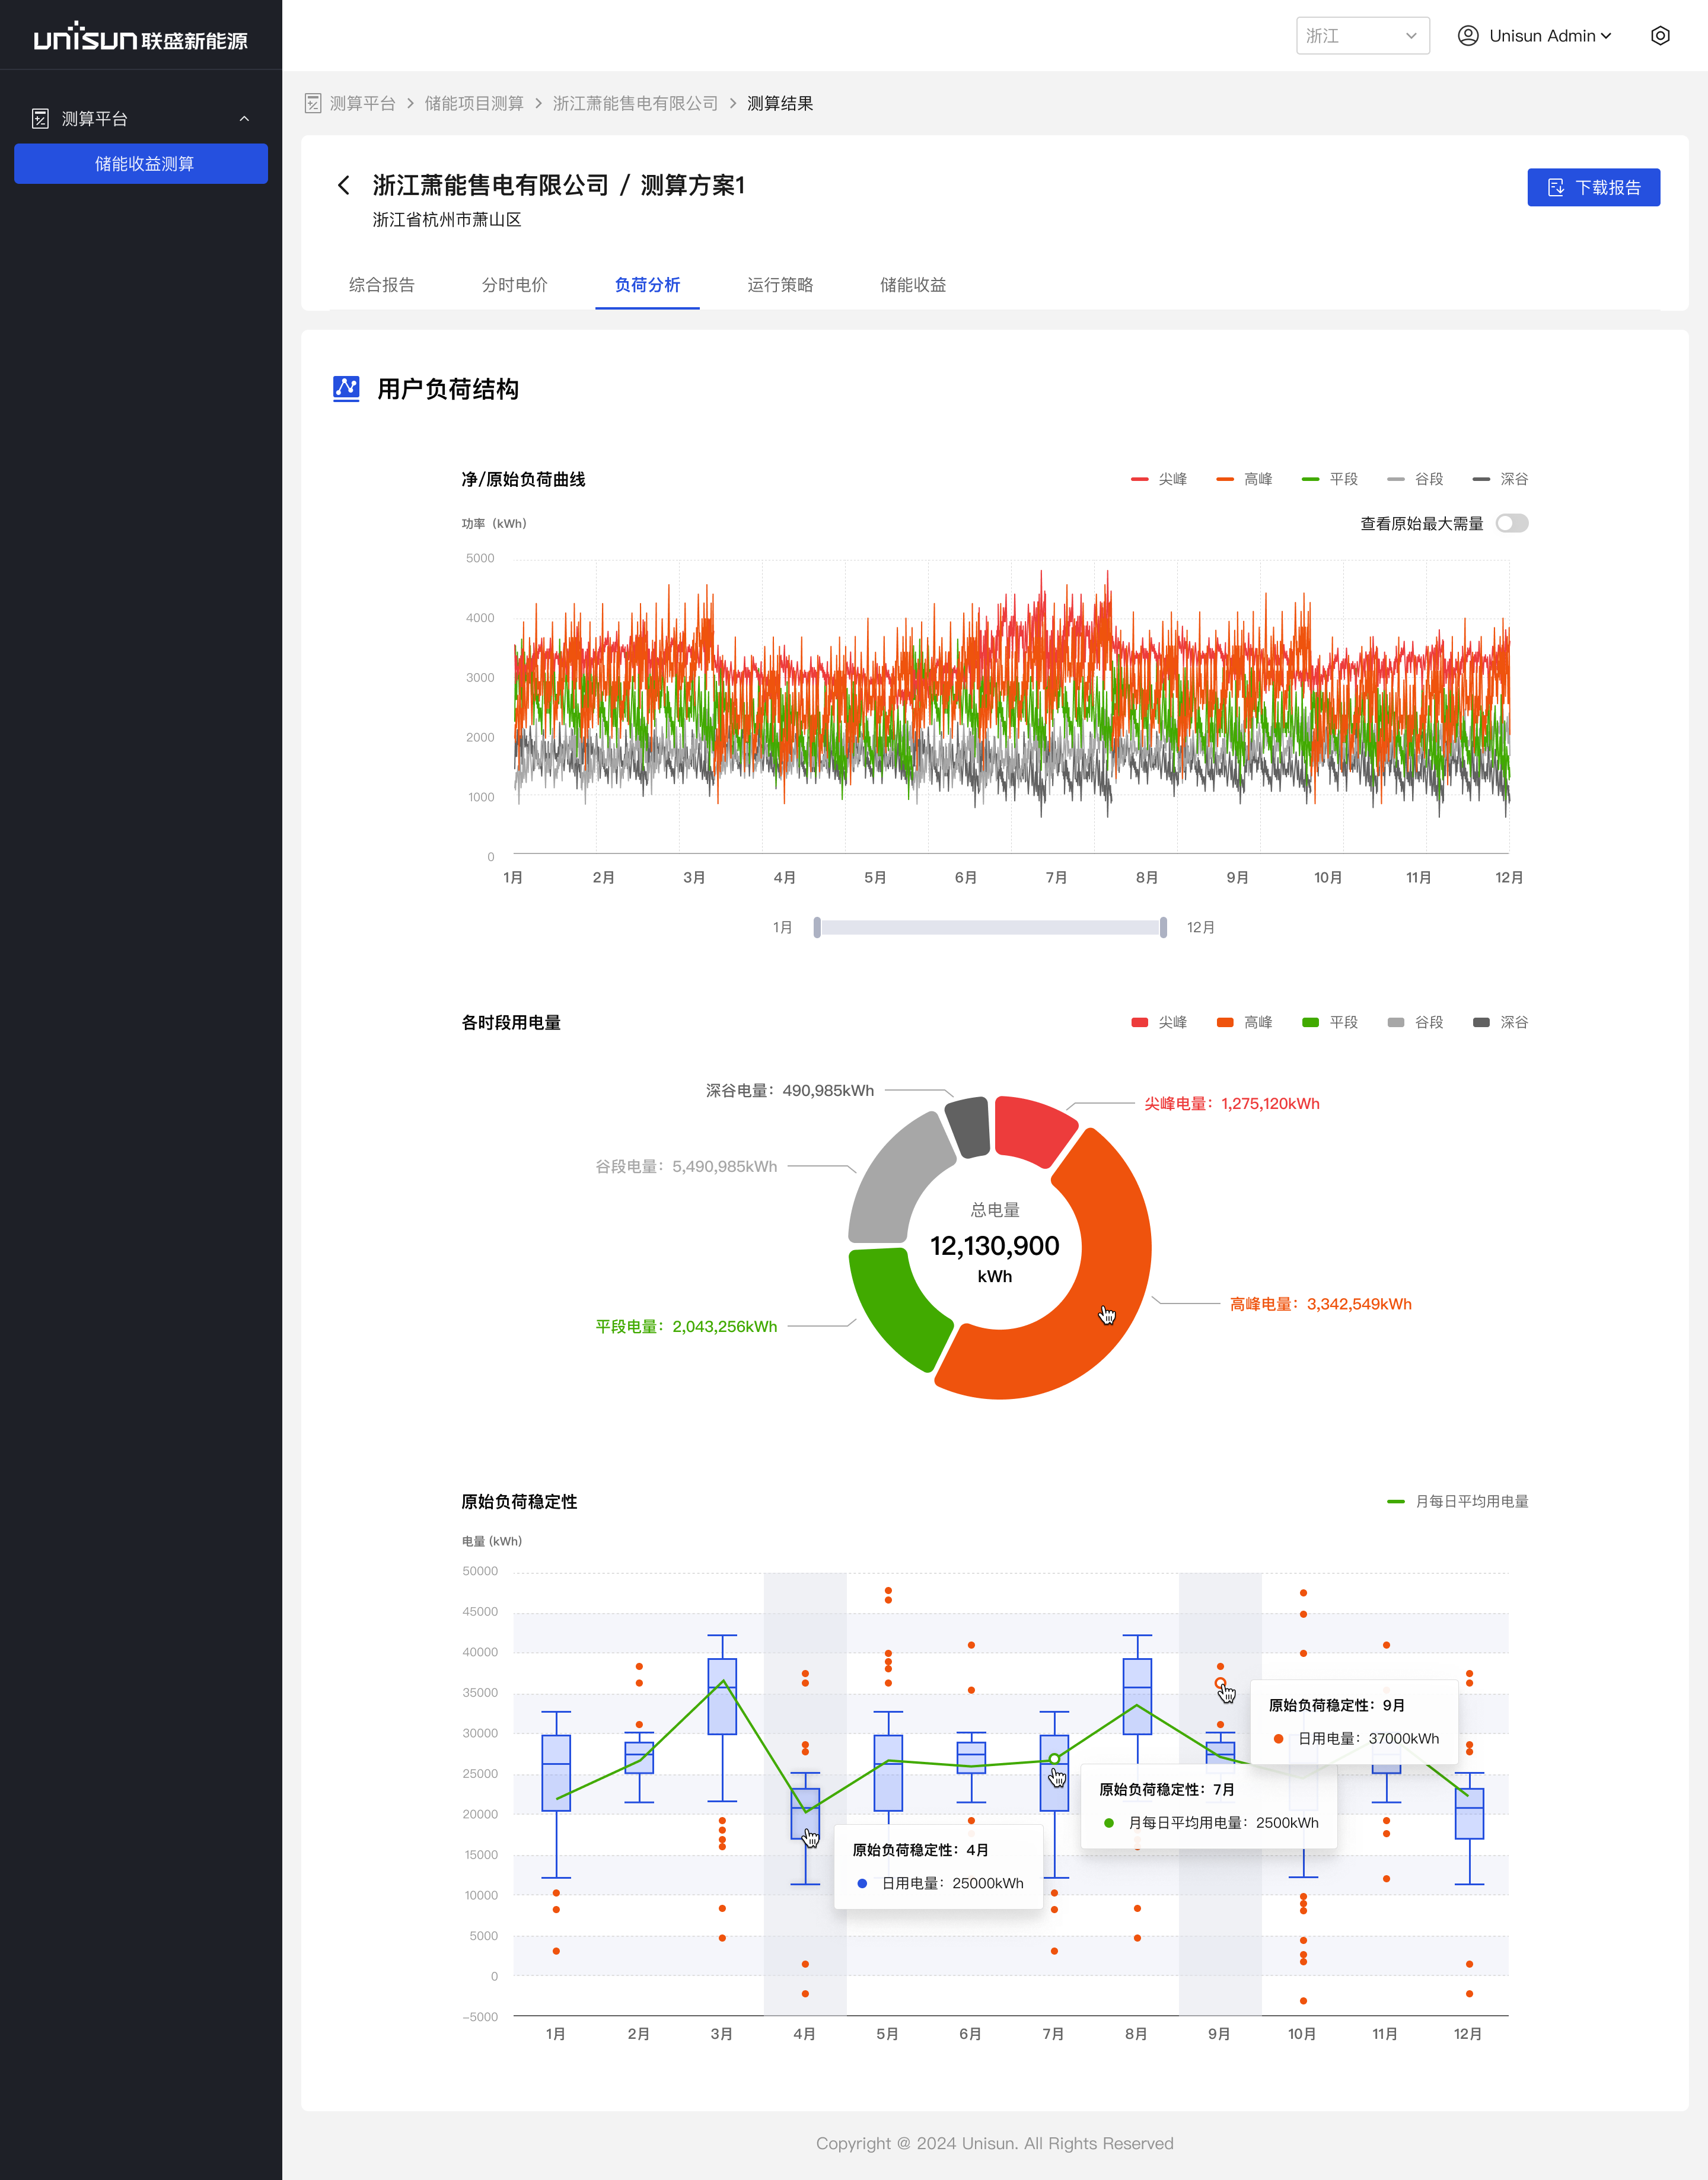 unisun联盛新能源
浙江
Unisun Admin
测算平台
储能收益测算
测算平台 > 储能项目测算 > 浙江萧能售电有限公司 > 测算结果
浙江萧能售电有限公司 / 测算方案1
下载报告
浙江省杭州市萧山区
综合报告 分时电价 负荷分析 运行策略 储能收益
用户负荷结构
净/原始负荷曲线
尖峰 高峰 平段 谷段 深谷
功率（kWh）
查看原始最大需量
5000
4000
3000
2000
1000
0
1月 2月 3月 4月 5月 6月 7月 8月 9月 10月 11月 12月
1月 12月
各时段用电量
尖峰 高峰 平段 谷段 深谷
深谷电量：490,985kWh
尖峰电量：1,275,120kWh
谷段电量：5,490,985kWh
总电量
12,130,900
kWh
高峰电量：3,342,549kWh
平段电量：2,043,256kWh
原始负荷稳定性
月每日平均用电量
电量 (kWh)
50000
45000
40000
35000
30000
25000
20000
15000
10000
5000
0
-5000
原始负荷稳定性：9月
日用电量：37000kWh
原始负荷稳定性：7月
月每日平均用电量：2500kWh
原始负荷稳定性：4月
日用电量：25000kWh
1月 2月 3月 4月 5月 6月 7月 8月 9月 10月 11月 12月
Copyright @ 2024 Unisun. All Rights Reserved